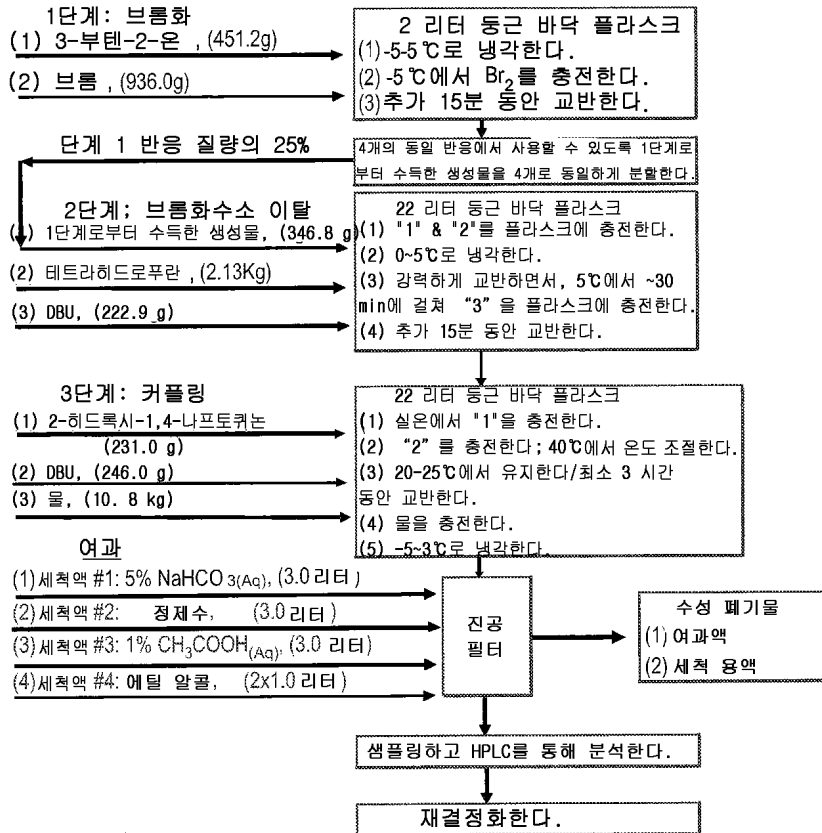 1단계: 브롬화
(1) 3-부텐-2-온 , (451.2g)
(2) 브롬 , (936.0g)
2 리터 둥근 바닥 플라스크
(1) -5-5℃로 냉각한다.
(2) -5℃에서 Br2를 충전한다.
(3) 추가 15분 동안 교반한다.
단계 1 반응 질량의 25%
4개의 동일 반응에서 사용할 수 있도록 1단계로
부터 수득한 생성물을 4개로 동일하게 분할한다.
2단계; 브롬화수소 이탈
(1) 1단계로부터 수득한 생성물, (346.8 g)
(2) 테트라히드로푸란 , (2.13Kg)
(3) DBU, (222.9 g)
22 리터 둥근 바닥 플라스크
(1) "1" & "2"를 플라스크에 충전한다.
(2) 0~5℃로 냉각한다.
(3) 강력하게 교반하면서, 5℃에서 ~30
min에 걸쳐 “3”을 플라스크에 충전한다.
(4) 추가 15분 동안 교반한다.
3단계: 커플링
(1) 2-히드록시-1,4-나프토퀴논
(231.0 g)
(2) DBU, (246.0 g)
(3) 물, (10. 8 kg)
22 리터 둥근 바닥 플라스크
(1) 실온에서 "1"을 충전한다.
(2) “2”를 충전한다; 40℃에서 온도 조절한다.
(3) 20-25℃에서 유지한다/최소 3 시간
동안 교반한다.
(4) 물을 충전한다.
(5) -5~3℃로 냉각한다.
여과
(1)세척액 #1: 5% NaHCO3(Aq), (3.0 리터)
(2)세척액 #2: 정제수, (3.0 리터)
(3)세척액 #3: 1% CH3COOH(Aq), (3.0 리터)
(4)세척액 #4: 에틸 알콜, (2x1.0 리터)
진공
필터
수성 폐기물
(1) 여과액
(2) 세척 용액
샘플링하고 HPLC를 통해 분석한다.
재결정화한다.